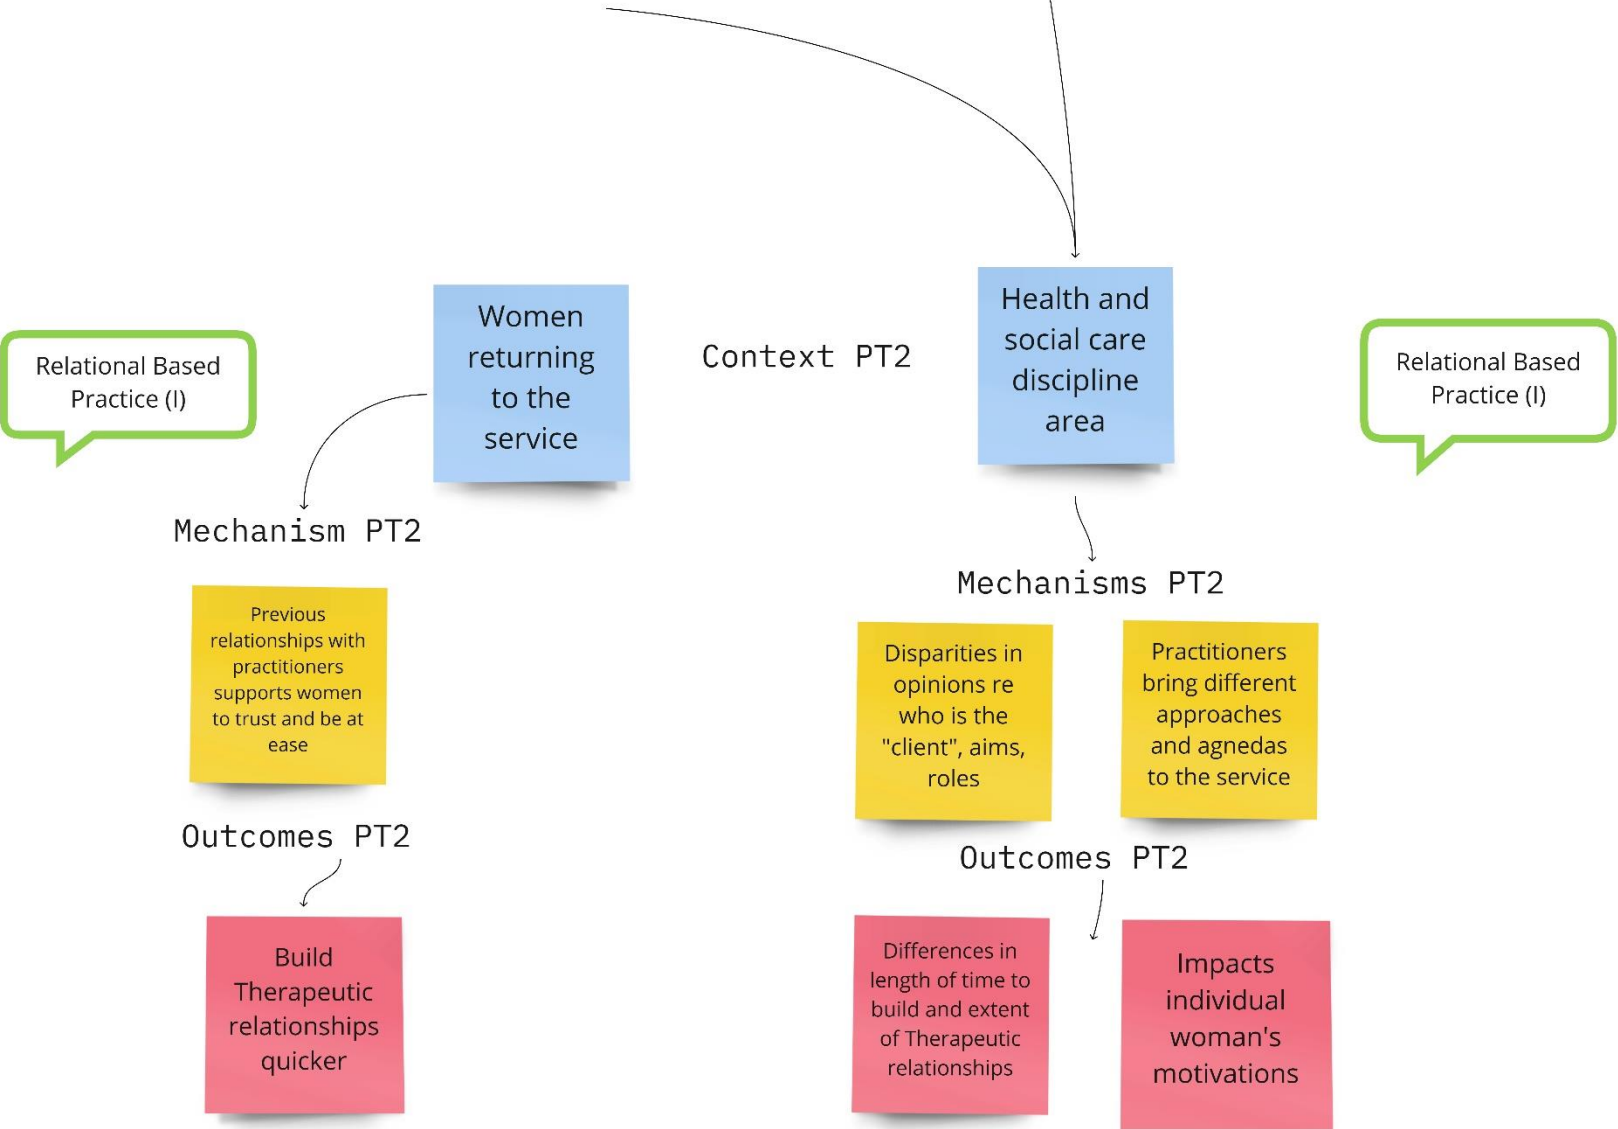 Relational Based
Practice (I)
Women
returning
to the
service
Context PT2
Health and
social care
discipline
area
Relational Based
Practice (I)
Mechanism PT2
Previous
relationships with
practitioners
supports women
to trust and be at
ease
Outcomes PT2
Build
Therapeutic
relationships
quicker
Mechanisms PT2
Disparities in
opinions re
who is the
"client", aims,
roles
Practitioners
bring different
approaches
and agnedas
to the service
Outcomes PT2
Differences in
length of time to
build and extent
of Therapeutic
relationships
Impacts
individual
woman's
motivations